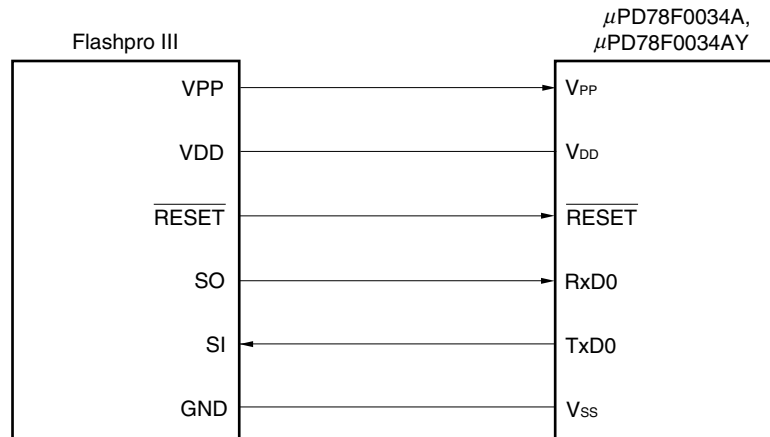 Flashpro III
μPD78F0034A,
μPD78F0034AY
VPP
VPP
VDD
VDD
RESET
RESET
SO
RxD0
SI
TxD0
GND
VSS